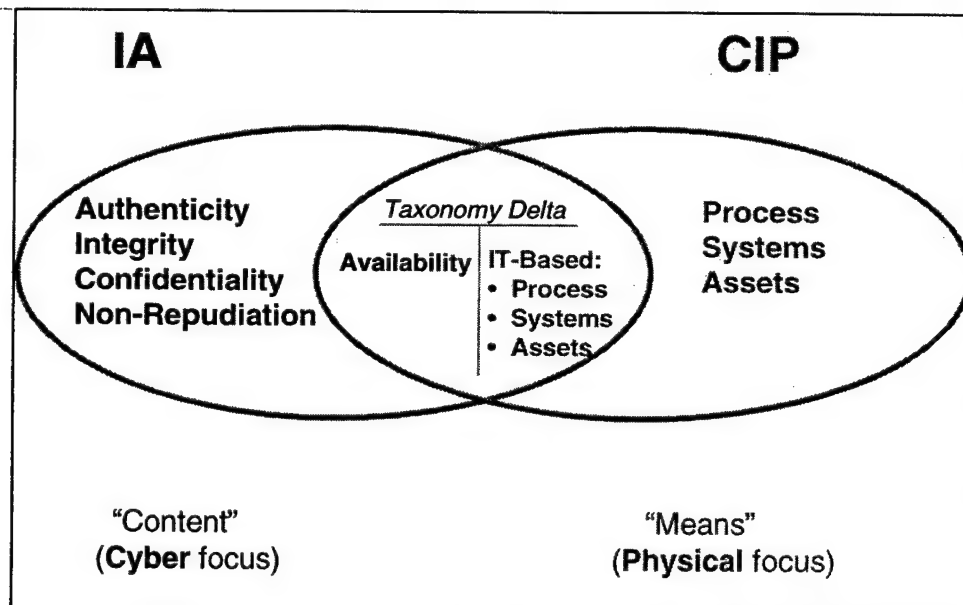 IA
CIP
Authenticity
Integrity
Confidentiality
Non-Repudiation
Taxonomy Delta
Availability
IT-Based:
• Process
• Systems
• Assets
Process
Systems
Assets
“Content”
(Cyber focus)
“Means”
(Physical focus)